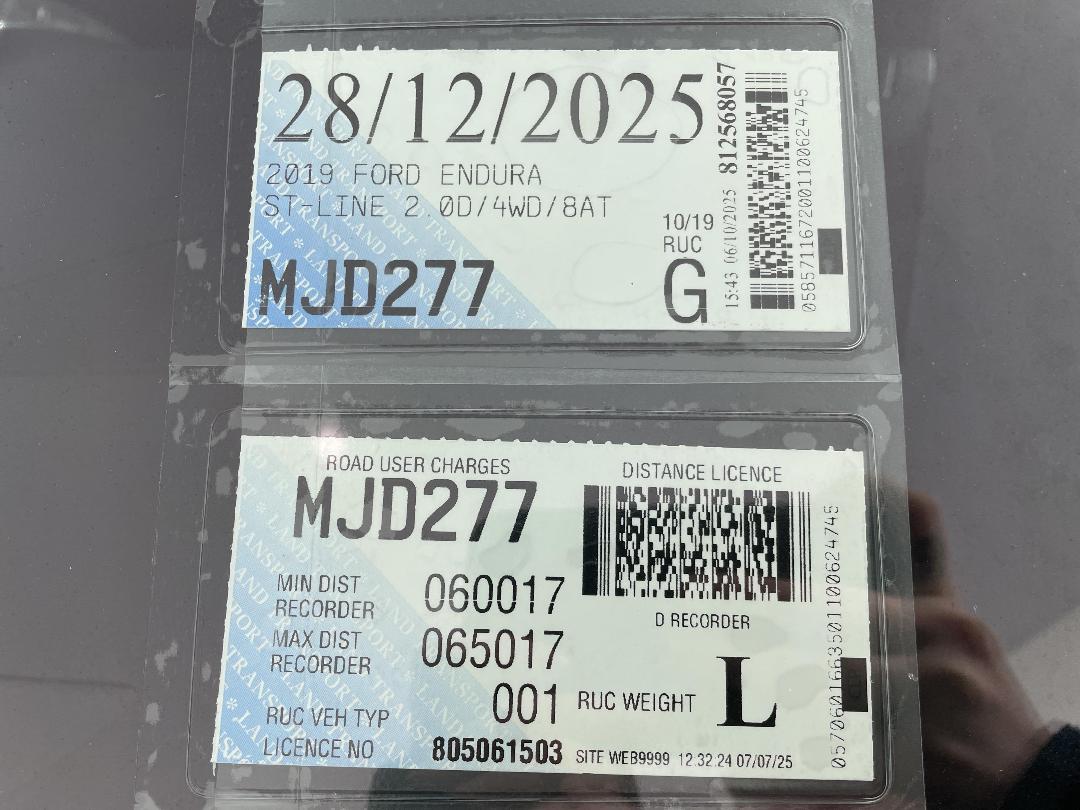 28/12/2025
2019 FORD ENDURA
ST-LINE 2.0D/4WD/8AT
10/19
RUC
MJD277
G
15:43 06/10/2025 812568057
0585711672001100624745
ROAD USER CHARGES
MJD277
DISTANCE LICENCE
MIN DIST
RECORDER 060017
D RECORDER
MAX DIST
RECORDER 065017
RUC VEH TYP 001
RUC WEIGHT L
LICENCE NO 805061503
SITE WEB9999 12.32.24 07/07/25